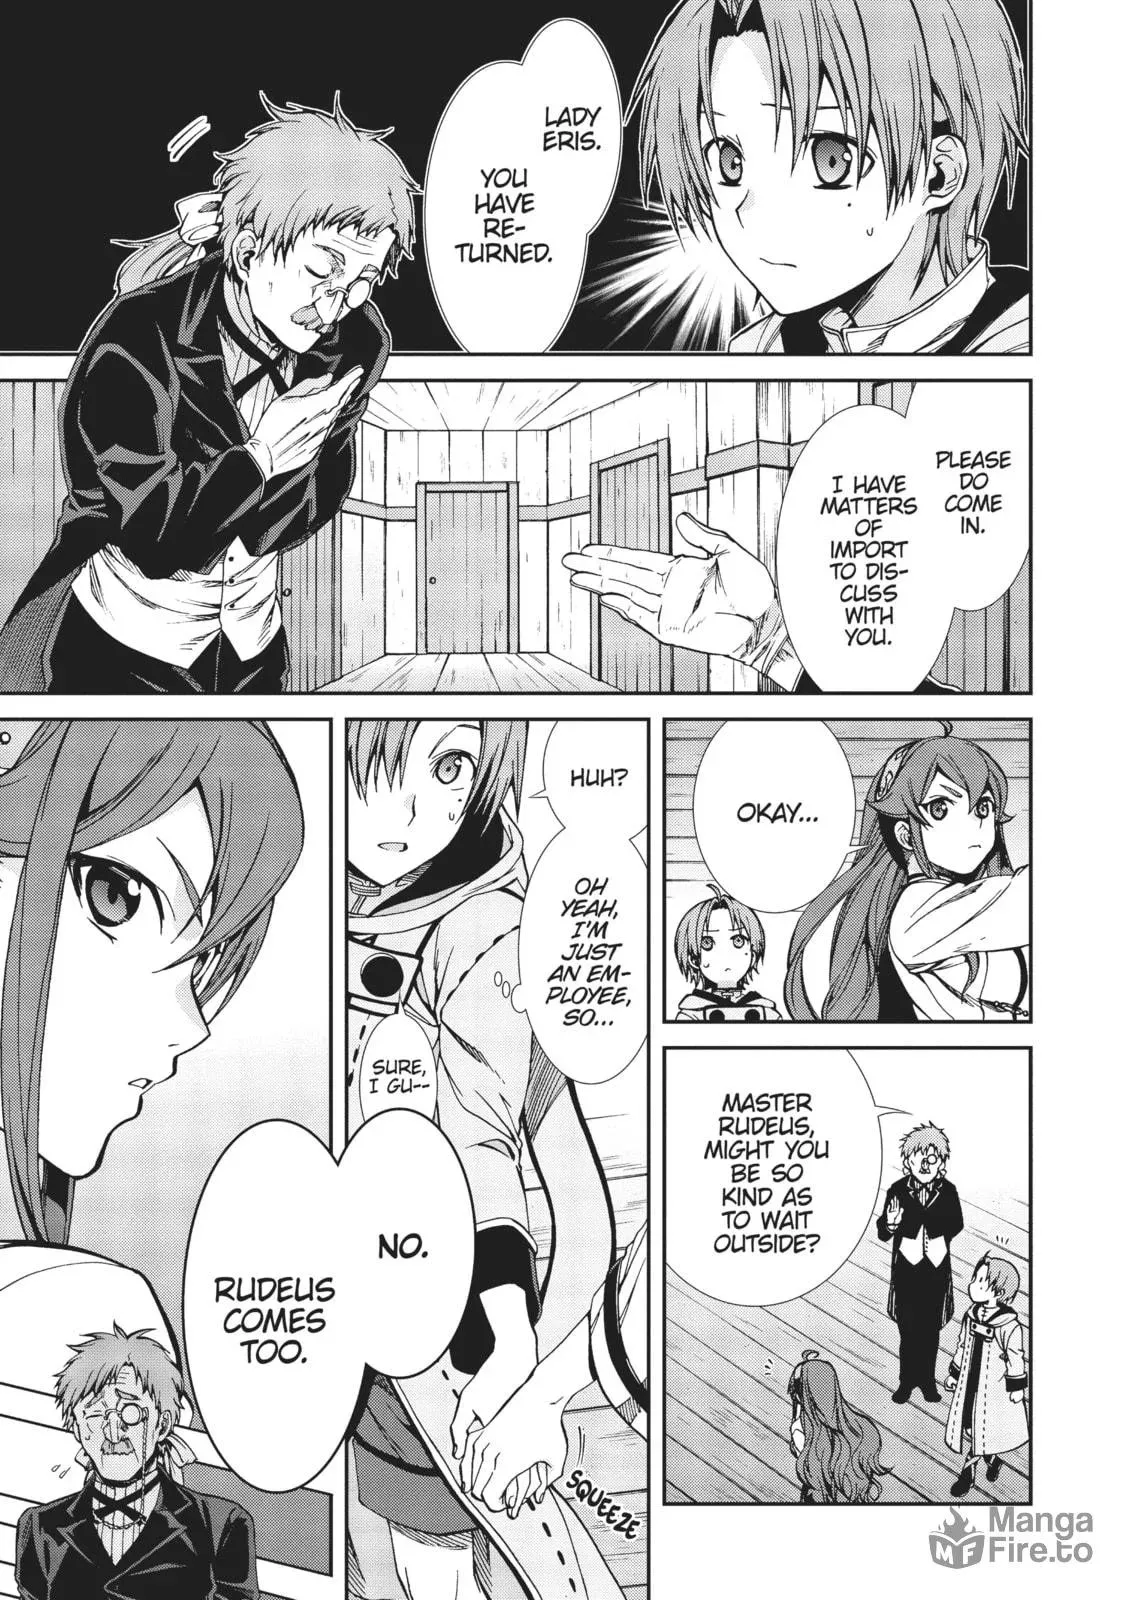 LADY
ERIS.
YOU
HAVE
RE-
TURNED.
PLEASE
DO
COME
IN.
I HAVE
MATTERS
OF
IMPORT
TO DIS-
CUSS
WITH
YOU.
OKAY...
MASTER
RUDEUS,
MIGHT YOU
BE SO
KIND AS
TO WAIT
OUTSIDE?
HUH?
OH
YEAH,
I'M
JUST
AN EM-
PLOYEE,
SO...
SURE,
I GU--
SQUEEZE
NO.
RUDEUS
COMES
TOO.
MF
Manga
Fire.to